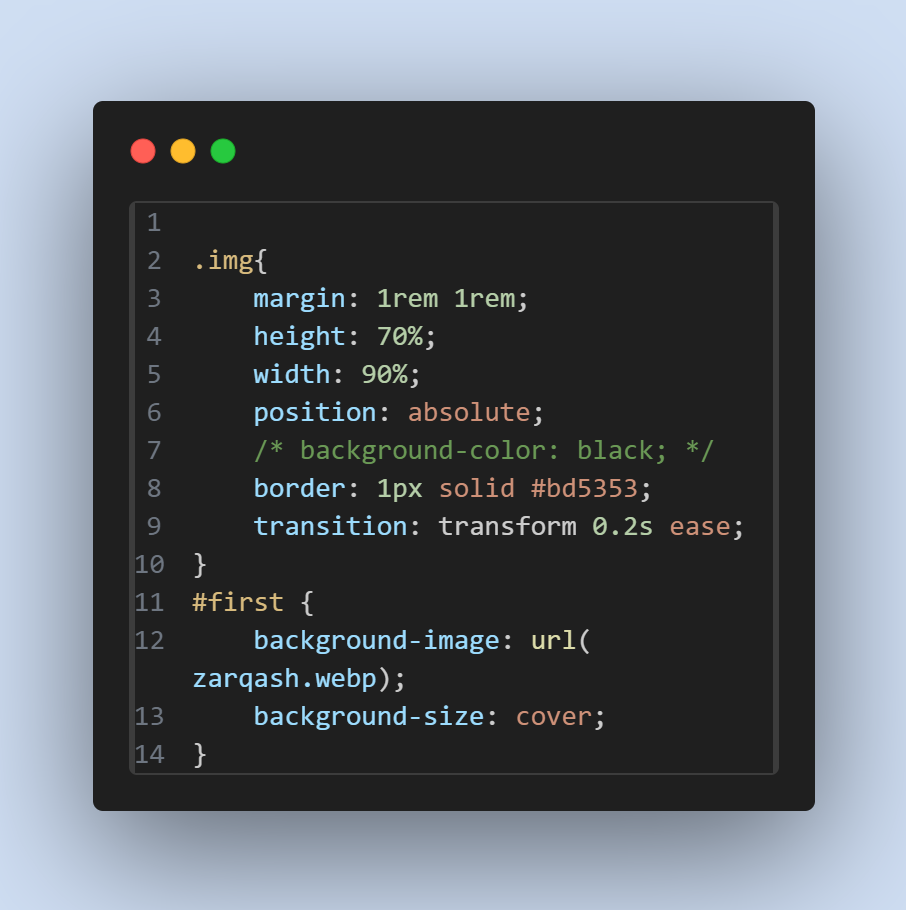 1
2 .img{
3     margin: 1rem 1rem;
4     height: 70%;
5     width: 90%;
6     position: absolute;
7     /* background-color: black; */
8     border: 1px solid #bd5353;
9     transition: transform 0.2s ease;
10 }
11 #first {
12     background-image: url(
zarqash.webp);
13     background-size: cover;
14 }